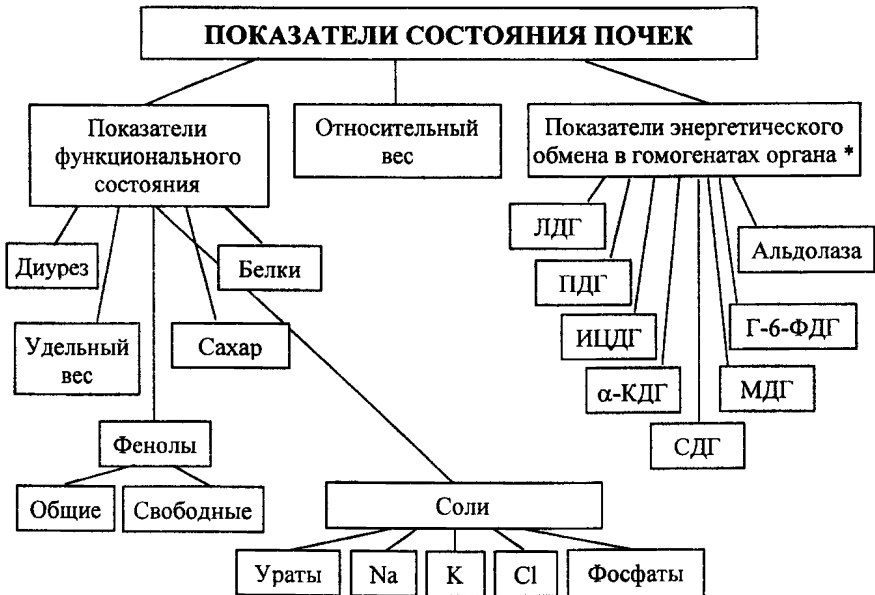 ПОКАЗАТЕЛИ СОСТОЯНИЯ ПОЧЕК
Показатели
функционального
состояния
Относительный
вес
Показатели энергетического
обмена в гомогенатах органа *
Диурез
Белки
Удельный
вес
Сахар
Фенолы
Общие
Свободные
Соли
Ураты
Na
K
Cl
Фосфаты
ЛДГ
ПДГ
ИЦДГ
α-КДГ
СДГ
МДГ
Г-6-ФДГ
Альдолаза